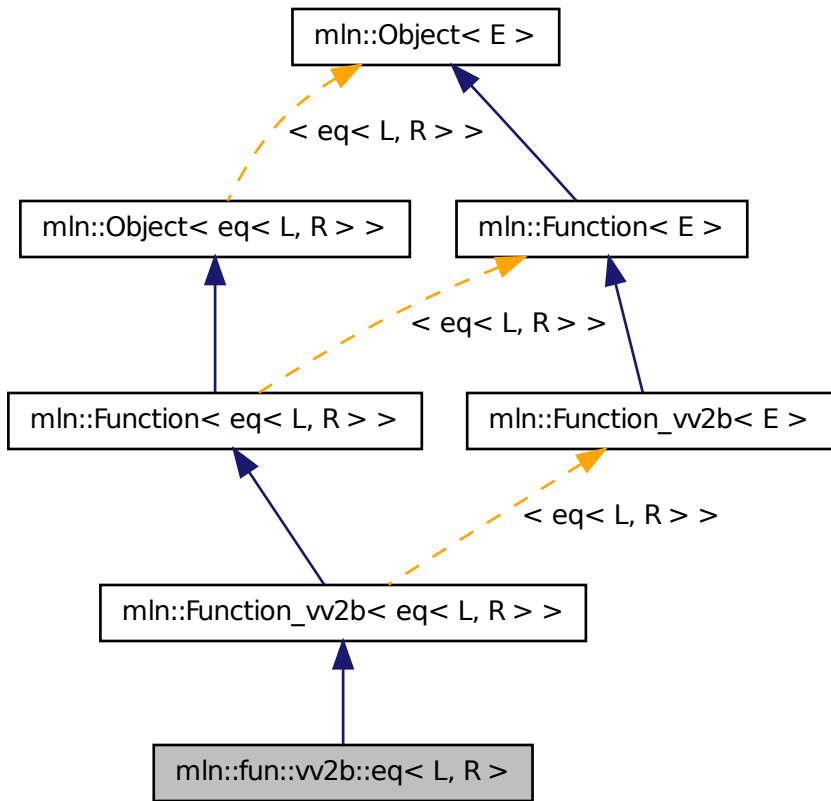 mln::Object< E >
< eq< L, R > >
mln::Object< eq< L, R > >
mln::Function< E >
< eq< L, R > >
mln::Function< eq< L, R > >
mln::Function_vv2b< E >
< eq< L, R > >
mln::Function_vv2b< eq< L, R > >
mln::fun::vv2b::eq< L, R >